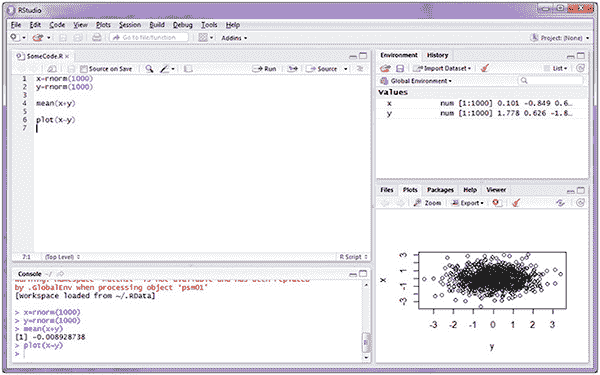 RStudio
File Edit Code View Plots Session Build Debug Tools Help
Go to file/function
Addins
Project: (None)
SomeCode.R
Source on Save
Run
Source
1 x=rnorm(1000)
2 y=rnorm(1000)
3
4 mean(x+y)
5
6 plot(x~y)
7
7:1 (Top Level) R Script
Console ~/
by .GlobalEnv when processing object 'psm01'
[workspace loaded from ~/.RData]
> x=rnorm(1000)
> y=rnorm(1000)
> mean(x+y)
[1] -0.008928738
> plot(x~y)
>
Environment History
Import Dataset
List
Global Environment
Values
x num [1:1000] 0.101 -0.849 0.6…
y num [1:1000] 1.778 0.626 -1.8…
Files Plots Packages Help Viewer
Zoom Export
x
3
1
-1
-3
-3 -2 -1 0 1 2 3
y